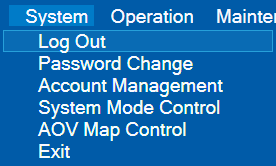 System Operation
Log Out
Password Change
Account Management
System Mode Control
AOV Map Control
Exit